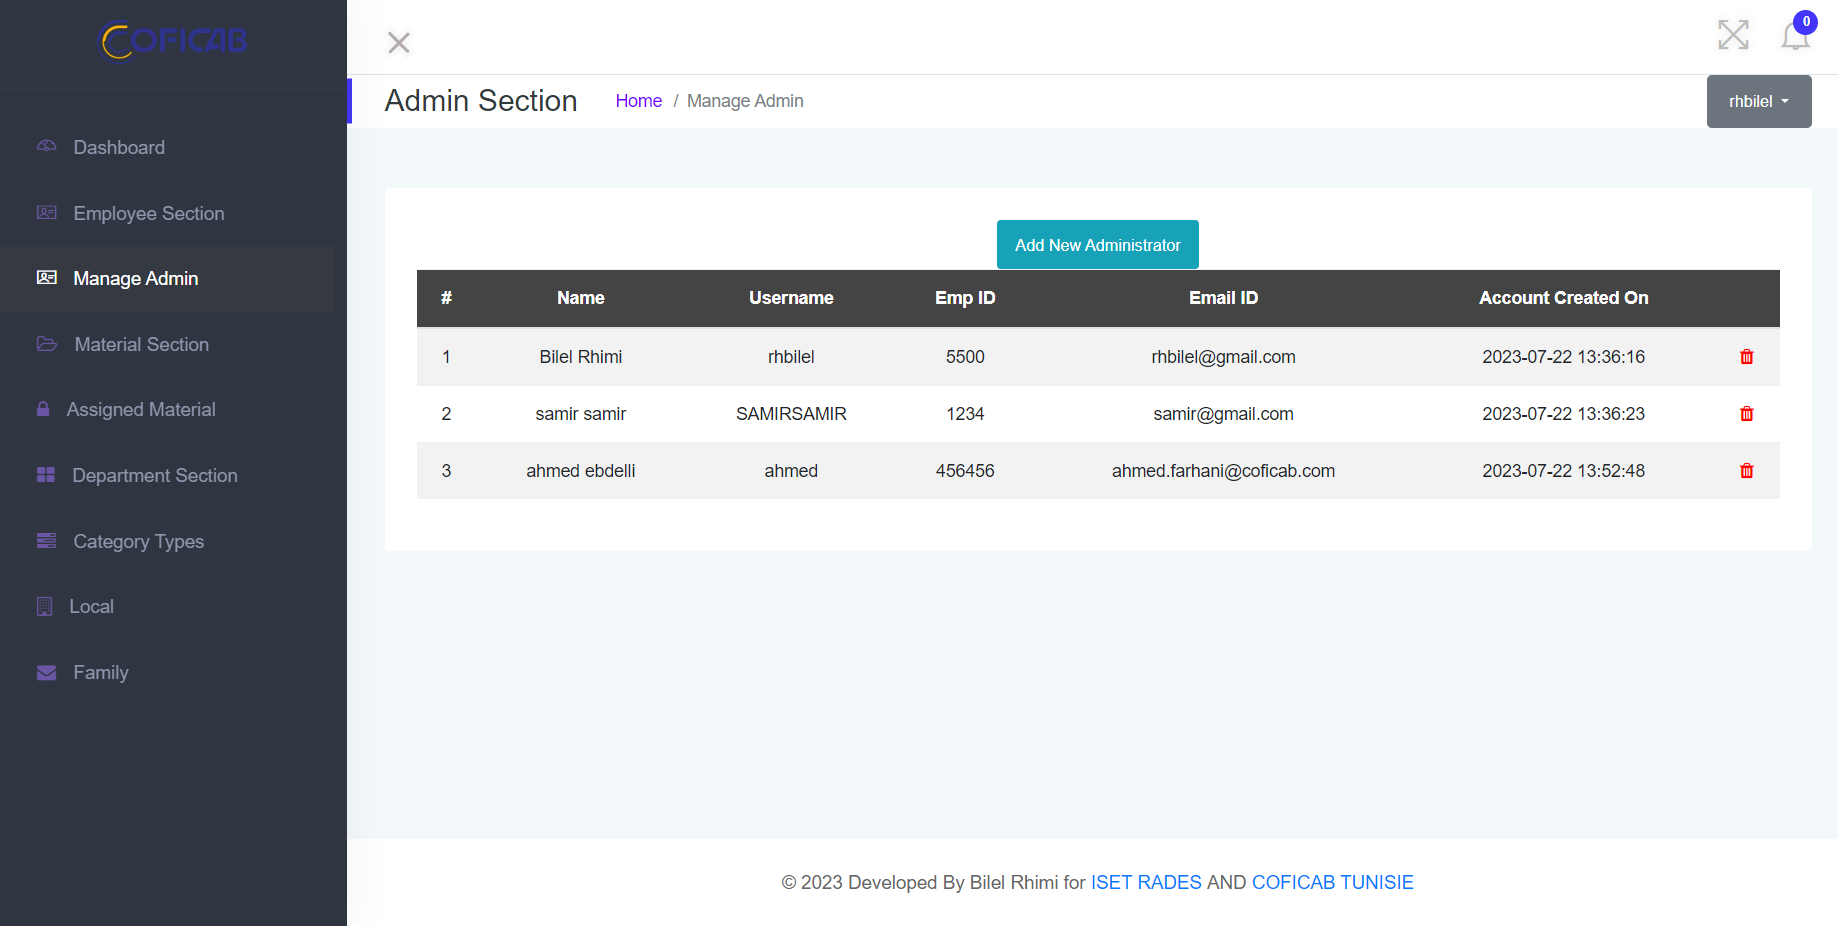 COFICAB
Dashboard
Employee Section
Manage Admin
Material Section
Assigned Material
Department Section
Category Types
Local
Family
0
Admin Section
Home / Manage Admin
rhbilel
Add New Administrator
# Name Username Emp ID Email ID Account Created On
1 Bilel Rhimi rhbilel 5500 rhbilel@gmail.com 2023-07-22 13:36:16
2 samir samir SAMIRSAMIR 1234 samir@gmail.com 2023-07-22 13:36:23
3 ahmed ebdelli ahmed 456456 ahmed.farhani@coficab.com 2023-07-22 13:52:48
© 2023 Developed By Bilel Rhimi for ISET RADES AND COFICAB TUNISIE